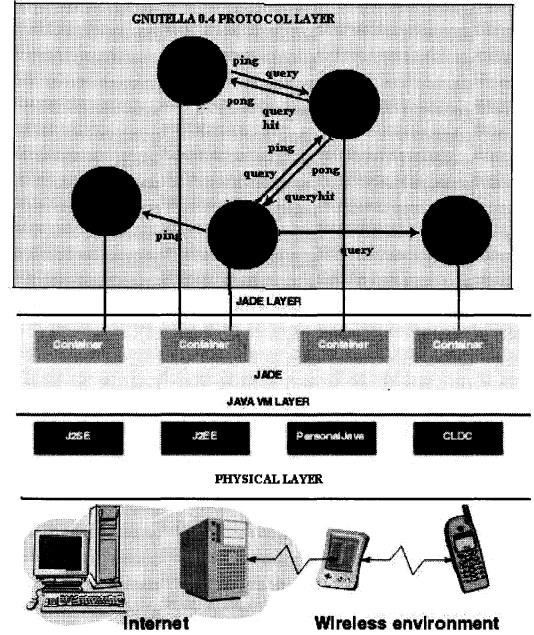 GNUTELLA 0.4 PROTOCOL LAYER
ping
query
pong
query
hit
ping
query
pong
queryhit
ping
query
JADE LAYER
Container Container Container Container
JADE
JAVA VM LAYER
J2SE J2EE PersonalJava CLDC
PHYSICAL LAYER
Internet Wireless environment